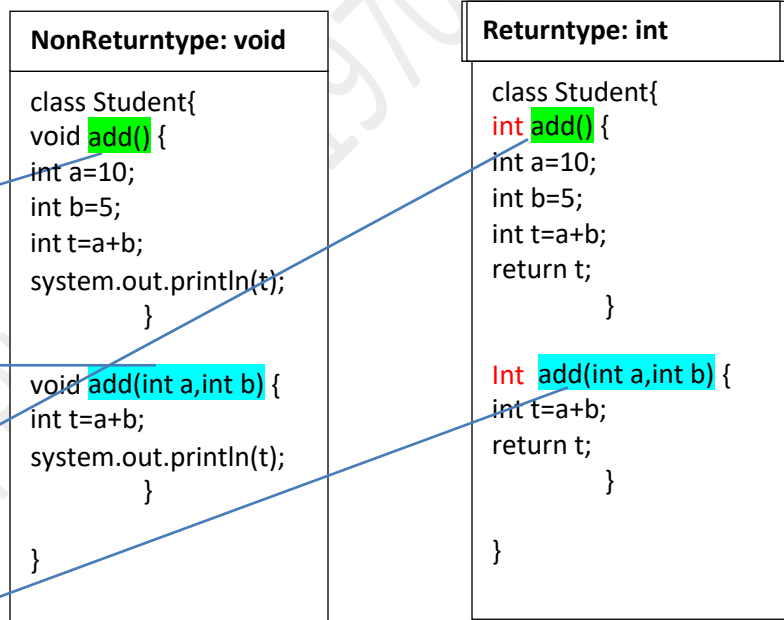 NonReturntype: void
class Student{
void add() {
int a=10;
int b=5;
int t=a+b;
system.out.println(t);
}
void add(int a,int b) {
int t=a+b;
system.out.println(t);
}
}
Returntype: int
class Student{
int add() {
int a=10;
int b=5;
int t=a+b;
return t;
}
Int add(int a,int b) {
int t=a+b;
return t;
}
}